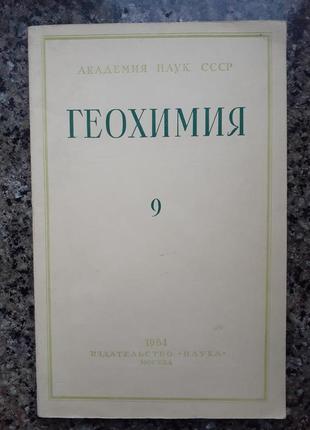 АКАДЕМИЯ НАУК СССР
ГЕОХИМИЯ
9
1964
ИЗДАТЕЛЬСТВО «НАУКА»
МОСКВА